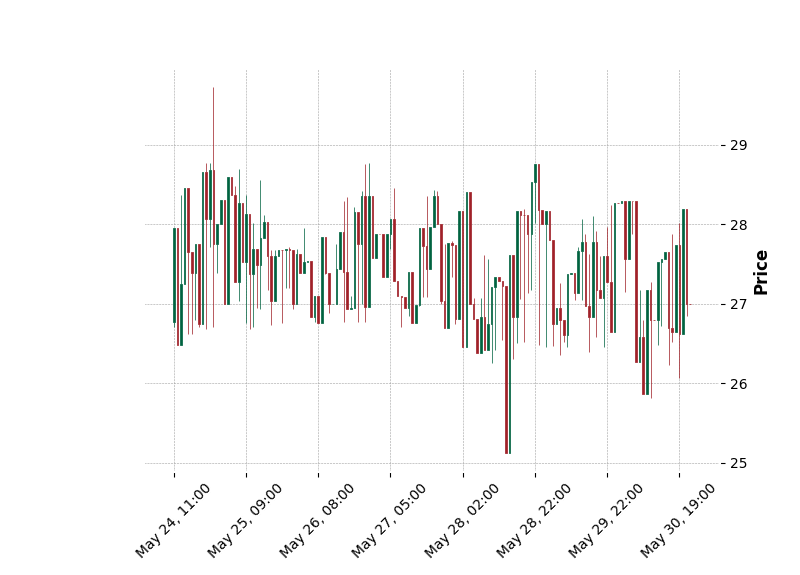 29
28
27
26
25
Price
May 24, 11:00
May 25, 09:00
May 26, 08:00
May 27, 05:00
May 28, 02:00
May 28, 22:00
May 29, 22:00
May 30, 19:00